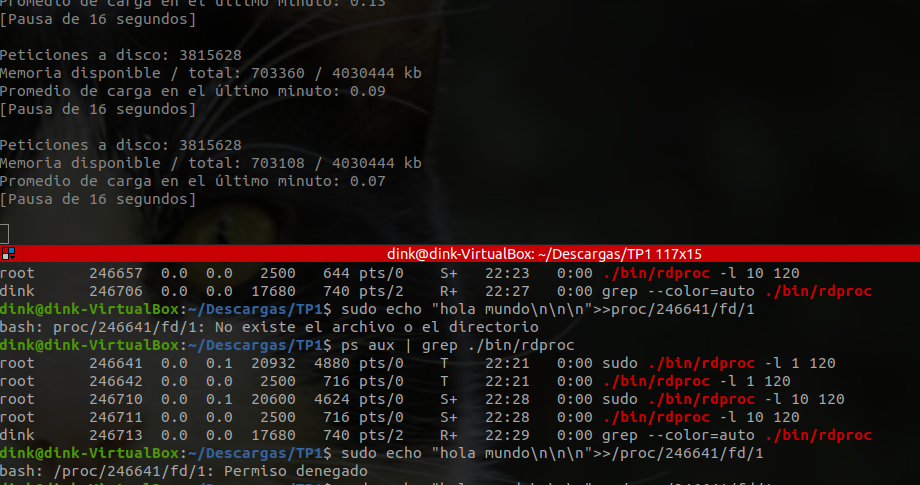 Promedio de carga en el último minuto: 0.13
[Pausa de 16 segundos]
Peticiones a disco: 3815628
Memoria disponible / total: 703360 / 4030444 kb
Promedio de carga en el último minuto: 0.09
[Pausa de 16 segundos]
Peticiones a disco: 3815628
Memoria disponible / total: 703108 / 4030444 kb
Promedio de carga en el último minuto: 0.07
[Pausa de 16 segundos]
dink@dink-VirtualBox: ~/Descargas/TP1 117x15
root      246657  0.0  0.0   2500   644 pts/0    S+   22:23   0:00 ./bin/rdproc -l 10 120
dink      246706  0.0  0.0  17680   740 pts/2    R+   22:27   0:00 grep --color=auto ./bin/rdproc
dink@dink-VirtualBox:~/Descargas/TP1$ sudo echo "hola mundo\n\n\n">>proc/246641/fd/1
bash: proc/246641/fd/1: No existe el archivo o el directorio
dink@dink-VirtualBox:~/Descargas/TP1$ ps aux | grep ./bin/rdproc
root      246641  0.0  0.1  20932  4880 pts/0    T    22:21   0:00 sudo ./bin/rdproc -l 1 120
root      246642  0.0  0.0   2500   716 pts/0    T    22:21   0:00 ./bin/rdproc -l 1 120
root      246710  0.0  0.1  20600  4624 pts/0    S+   22:28   0:00 sudo ./bin/rdproc -l 10 120
root      246711  0.0  0.0   2500   716 pts/0    S+   22:28   0:00 ./bin/rdproc -l 10 120
dink      246713  0.0  0.0  17680   740 pts/2    R+   22:29   0:00 grep --color=auto ./bin/rdproc
dink@dink-VirtualBox:~/Descargas/TP1$ sudo echo "hola mundo\n\n\n">>/proc/246641/fd/1
bash: /proc/246641/fd/1: Permiso denegado